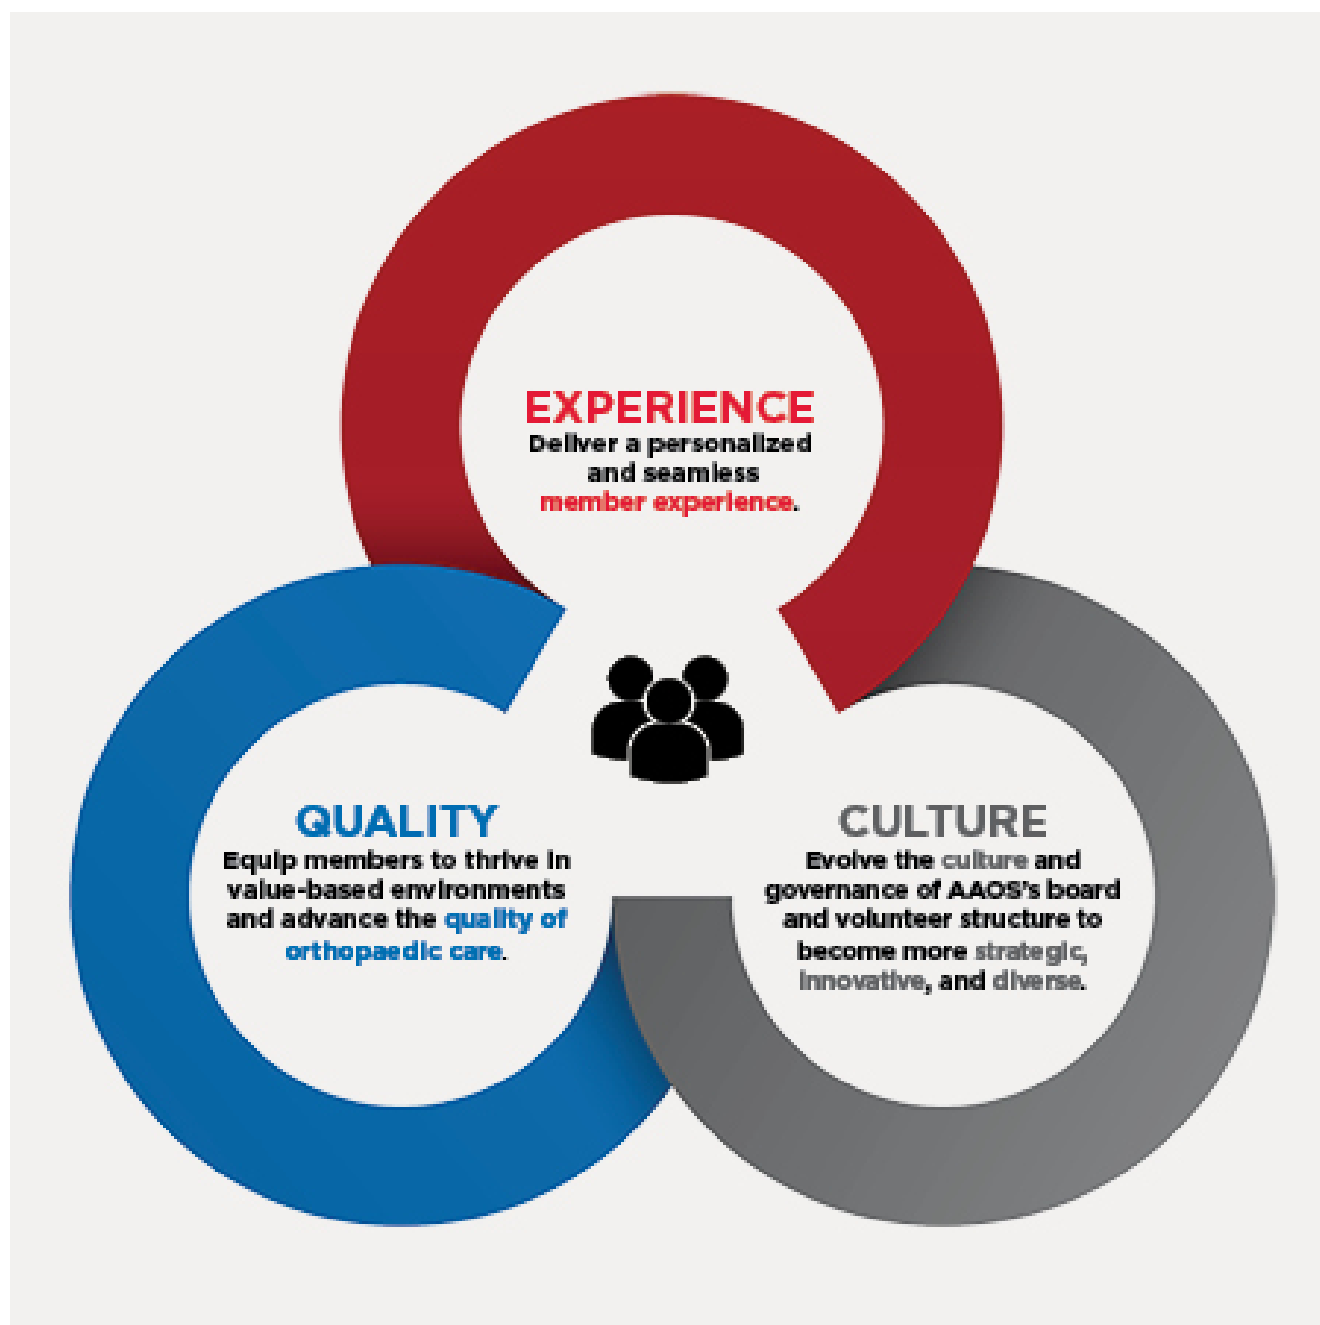 EXPERIENCE
Deliver a personalized
and seamless
member experience.
QUALITY
Equip members to thrive in
value-based environments
and advance the quality of
orthopaedic care.
CULTURE
Evolve the culture and
governance of AAOS's board
and volunteer structure to
become more strategic,
innovative, and diverse.